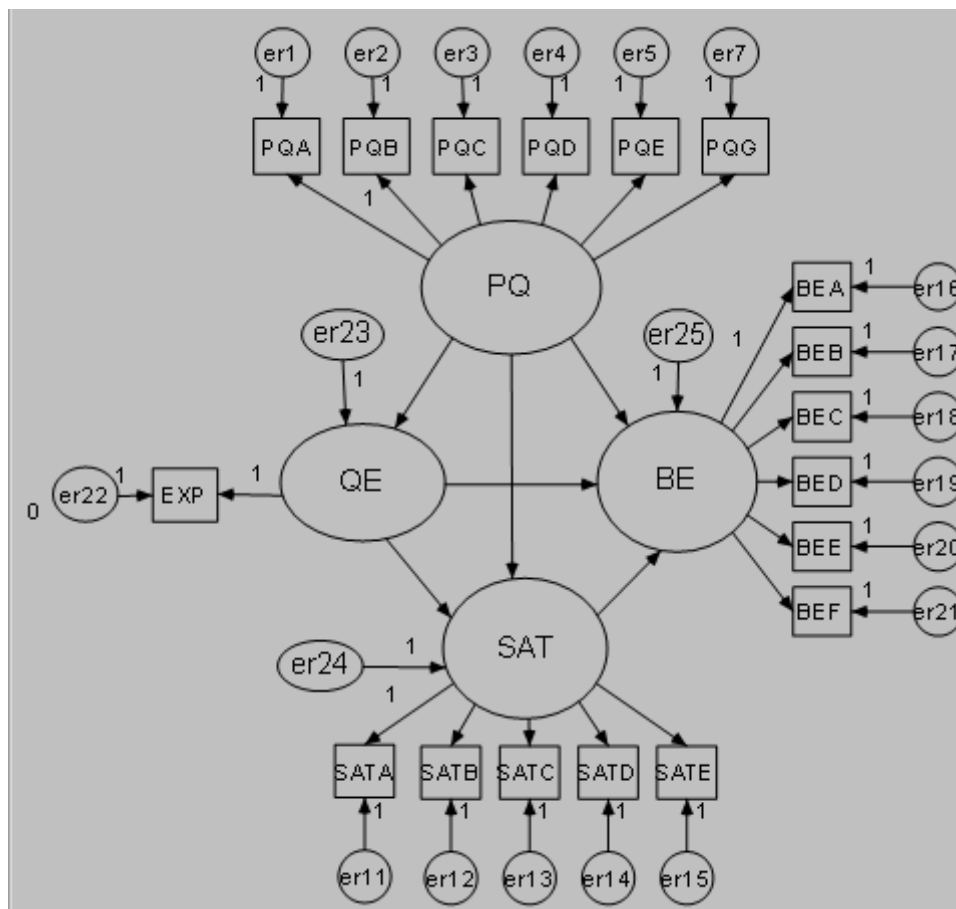 er1 er2 er3 er4 er5 er7
1 1 1 1 1 1
PQA PQB PQC PQD PQE PQG
1
PQ
BEA 1 er16
er23 er25 1 BEB 1 er17
1 1
BEC 1 er18
er22 1 EXP 1 QE BE BED 1 er19
0
BEE 1 er20
BEF 1 er21
SAT
er24 1
1
SATA SATB SATC SATD SATE
1 1 1 1 1
er11 er12 er13 er14 er15